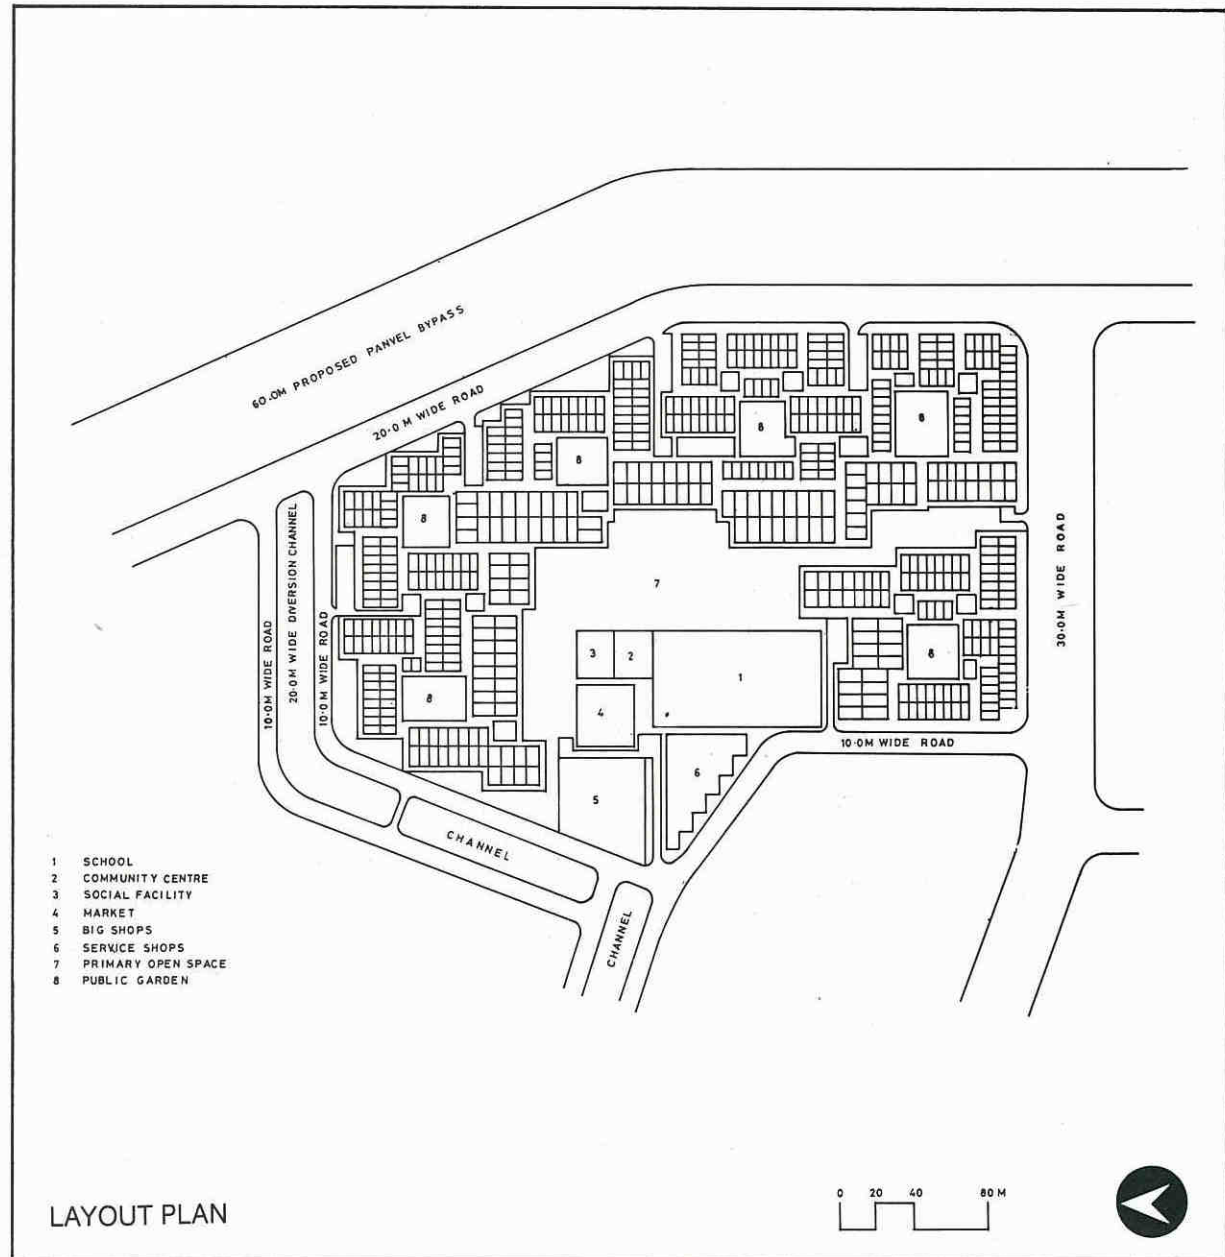 60.0M PROPOSED PANVEL BYPASS
20.0 M WIDE ROAD
8
8
8
8
7
30.0M WIDE ROAD
10.0M WIDE ROAD
20.0M WIDE DIVERSION CHANNEL
10.0M WIDE ROAD
3
2
1
8
8
4
10.0M WIDE ROAD
6
5
CHANNEL
CHANNEL
1 SCHOOL
2 COMMUNITY CENTRE
3 SOCIAL FACILITY
4 MARKET
5 BIG SHOPS
6 SERVICE SHOPS
7 PRIMARY OPEN SPACE
8 PUBLIC GARDEN
LAYOUT PLAN
0 20 40 80 M